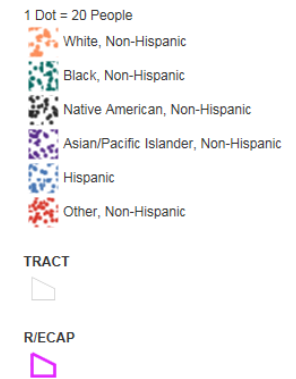 1 Dot = 20 People
White, Non-Hispanic
Black, Non-Hispanic
Native American, Non-Hispanic
Asian/Pacific Islander, Non-Hispanic
Hispanic
Other, Non-Hispanic
TRACT
R/ECAP